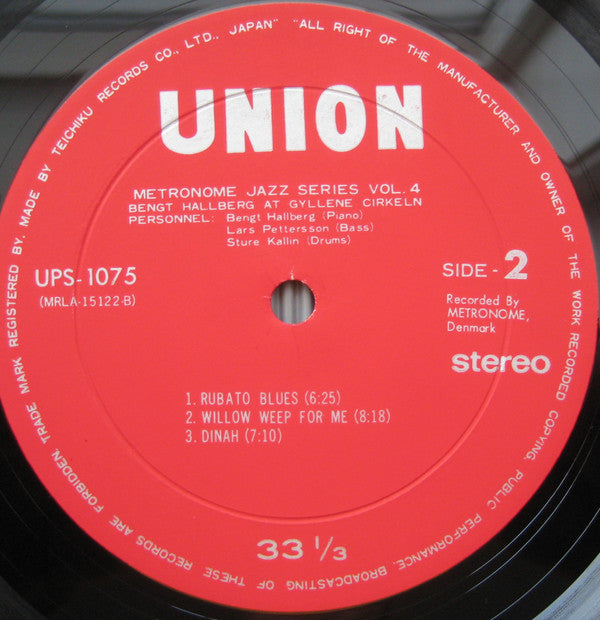 TRADE MARK REGISTERED BY. MADE BY TEICHIKU RECORDS CO., LTD., JAPAN" "ALL RIGHT OF THE MANUFACTURER AND OWNER OF THE WORK RECORDED COPYING. PUBLIC PERFORMANCE, BROADCASTING OF THESE RECORDS ARE FORBIDDEN
UNION
METRONOME JAZZ SERIES VOL. 4
BENGT HALLBERG AT GYLLENE CIRKELN
PERSONNEL: Bengt Hallberg (Piano)
Lars Pettersson (Bass)
Sture Kallin (Drums)
UPS-1075
(MRLA-15122-B)
SIDE - 2
Recorded By
METRONOME,
Denmark
stereo
1. RUBATO BLUES (6:25)
2. WILLOW WEEP FOR ME (8:18)
3. DINAH (7:10)
33 1/3